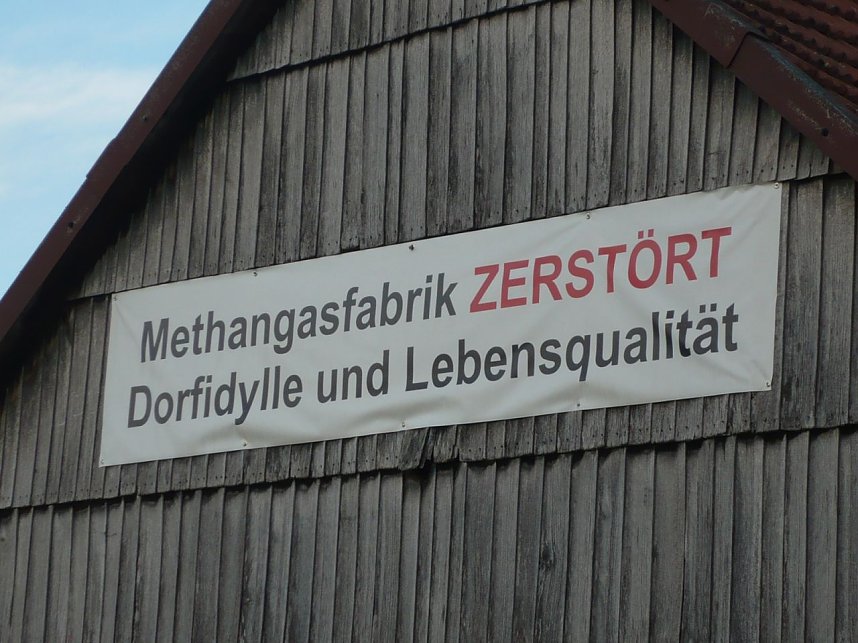 Methangasfabrik ZERSTÖRT
Dorfidylle und Lebensqualität